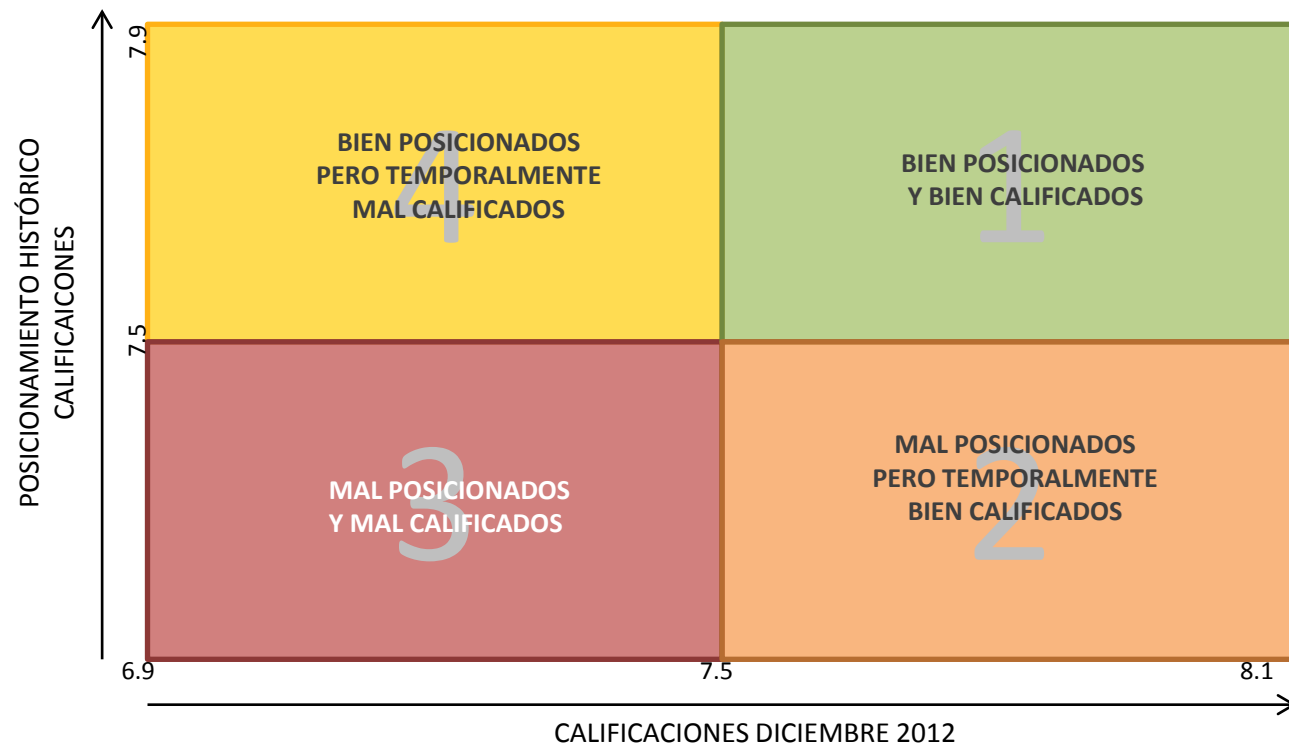 POSICIONAMIENTO HISTÓRICO
CALIFICAICONES
7.9
7.5
4
BIEN POSICIONADOS
PERO TEMPORALMENTE
MAL CALIFICADOS
1
BIEN POSICIONADOS
Y BIEN CALIFICADOS
3
MAL POSICIONADOS
Y MAL CALIFICADOS
2
MAL POSICIONADOS
PERO TEMPORALMENTE
BIEN CALIFICADOS
6.9
7.5
8.1
CALIFICACIONES DICIEMBRE 2012